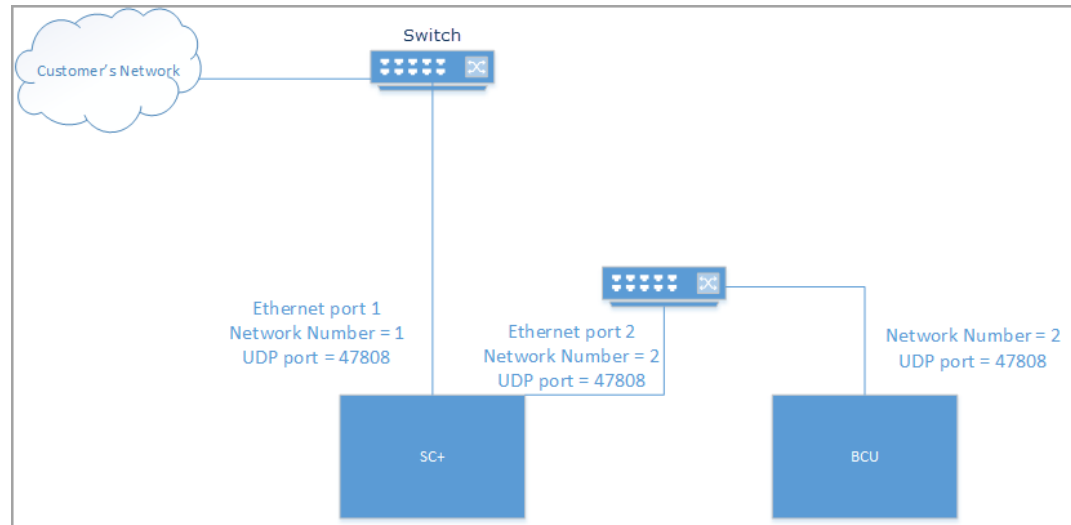 Switch
Customer's Network
Ethernet port 1
Network Number = 1
UDP port = 47808
Ethernet port 2
Network Number = 2
UDP port = 47808
Network Number = 2
UDP port = 47808
SC+
BCU